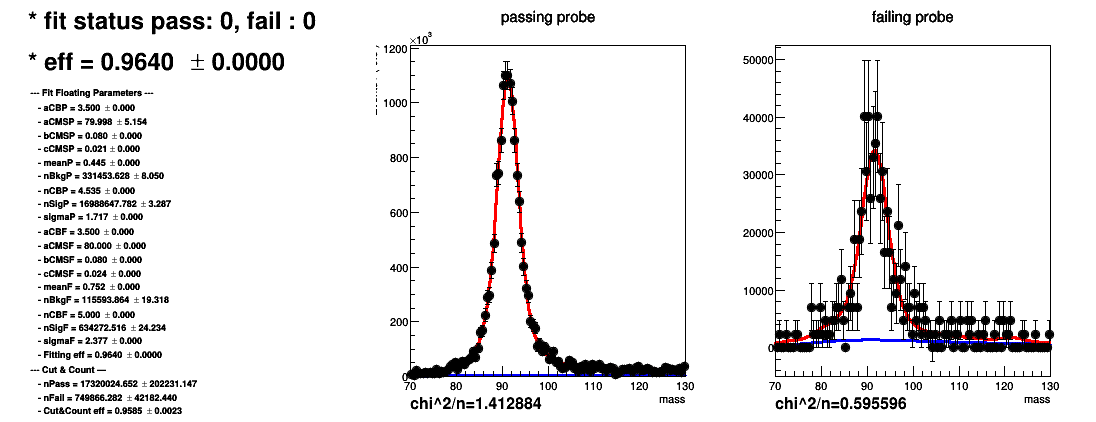 * fit status pass: 0, fail : 0
* eff = 0.9640 ± 0.0000
--- Fit Floating Parameters ---
- aCBP = 3.500 ± 0.000
- aCMSP = 79.998 ± 5.154
- bCMSP = 0.080 ± 0.000
- cCMSP = 0.021 ± 0.000
- meanP = 0.445 ± 0.000
- nBkgP = 331453.628 ± 8.050
- nCBP = 4.535 ± 0.000
- nSigP = 16988647.782 ± 3.287
- sigmaP = 1.717 ± 0.000
- aCBF = 3.500 ± 0.000
- aCMSF = 80.000 ± 0.000
- bCMSF = 0.080 ± 0.000
- cCMSF = 0.024 ± 0.000
- meanF = 0.752 ± 0.000
- nBkgF = 115593.864 ± 19.318
- nCBF = 5.000 ± 0.000
- nSigF = 634272.516 ± 24.234
- sigmaF = 2.377 ± 0.000
- Fitting eff = 0.9640 ± 0.0000
--- Cut & Count ---
- nPass = 17320024.652 ± 202231.147
- nFail = 749866.282 ± 42182.440
- Cut&Count eff = 0.9585 ± 0.0023
passing probe
×10³
1200
1000
800
600
400
200
0
70 80 90 100 110 120 130
mass
chi^2/n=1.412884
failing probe
50000
40000
30000
20000
10000
0
70 80 90 100 110 120 130
mass
chi^2/n=0.595596